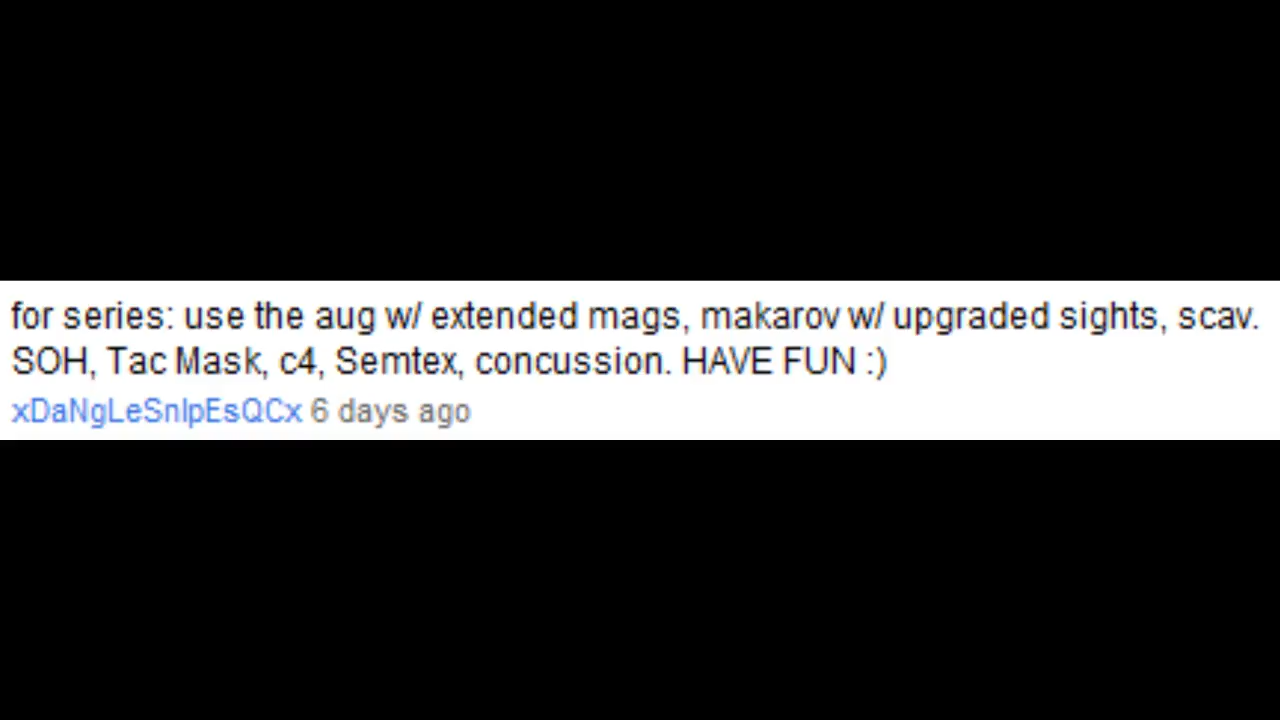 for series: use the aug w/ extended mags, makarov w/ upgraded sights, scav.
SOH, Tac Mask, c4, Semtex, concussion. HAVE FUN :)
xDaNgLeSnIpEsQCx 6 days ago